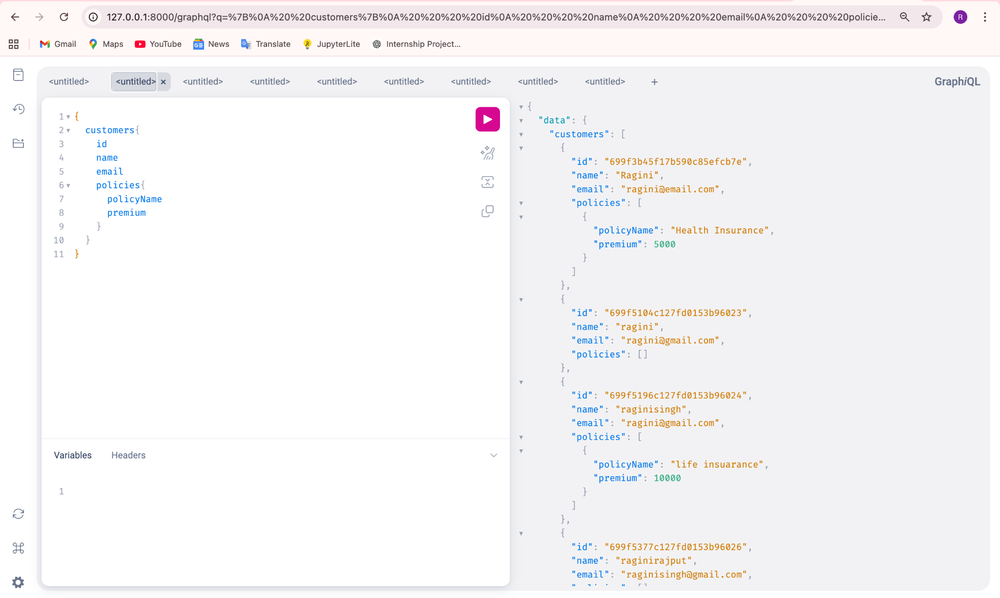 127.0.0.1:8000/graphql?q=%7B%0A%20%20customers%7B%0A%20%20%20%20id%0A%20%20%20%20name%0A%20%20%20%20email%0A%20%20%20%20policie...
R
Gmail Maps YouTube News Translate JupyterLite Internship Project...
<untitled> <untitled> × <untitled> <untitled> <untitled> <untitled> <untitled> <untitled> <untitled> +
GraphiQL
1 {
2 customers{
3 id
4 name
5 email
6 policies{
7 policyName
8 premium
9 }
10 }
11 }
Variables Headers
1
{
"data": {
"customers": [
{
"id": "699f3b45f17b590c85efcb7e",
"name": "Ragini",
"email": "ragini@email.com",
"policies": [
{
"policyName": "Health Insurance",
"premium": 5000
}
]
},
{
"id": "699f5104c127fd0153b96023",
"name": "ragini",
"email": "ragini@gmail.com",
"policies": []
},
{
"id": "699f5196c127fd0153b96024",
"name": "raginisingh",
"email": "ragini@gmail.com",
"policies": [
{
"policyName": "life insuarance",
"premium": 10000
}
]
},
{
"id": "699f5377c127fd0153b96026",
"name": "raginirajput",
"email": "raginisingh@gmail.com",